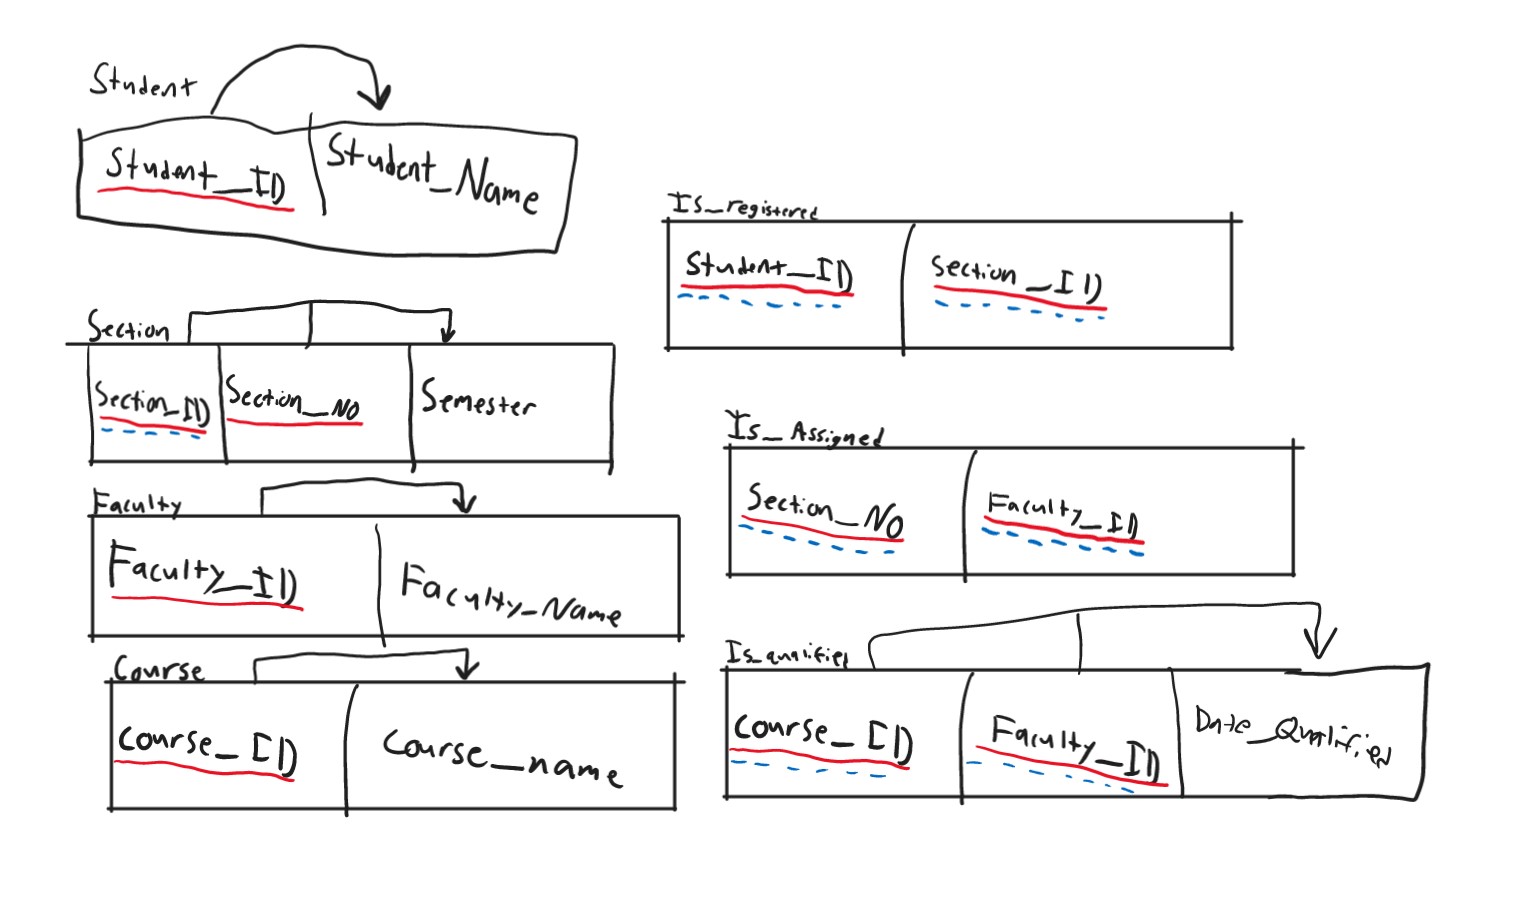 Student
Student_ID Student_Name
Section
Section_ID Section_NO Semester
Faculty
Faculty_ID Faculty_Name
Course
Course_ID Course_name
Is_registered
Student_ID Section_ID
Is_Assigned
Section_NO Faculty_ID
Is_qualified
Course_ID Faculty_ID Date_Qualified